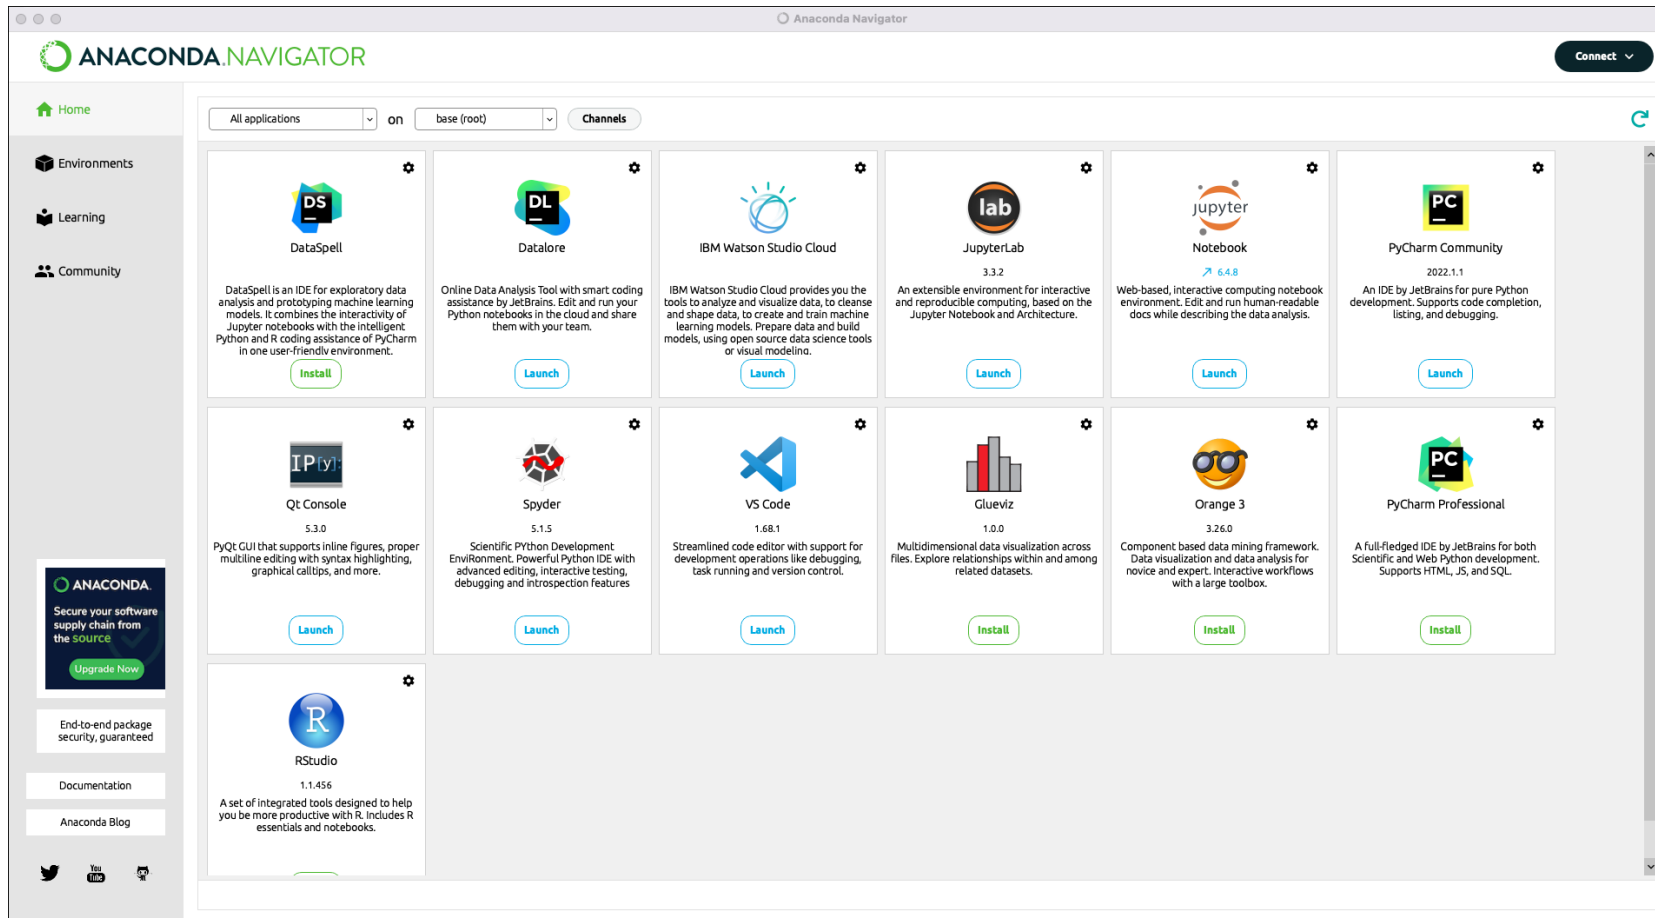 Anaconda Navigator
ANACONDA.NAVIGATOR
Connect
Home
Environments
Learning
Community
All applications
on
base (root)
Channels
DS
DataSpell
DataSpell is an IDE for exploratory data
analysis and prototyping machine learning
models. It combines the interactivity of
Jupyter notebooks with the intelligent
Python and R coding assistance of PyCharm
in one user-friendly environment.
Install
DL
Datalore
Online Data Analysis Tool with smart coding
assistance by JetBrains. Edit and run your
Python notebooks in the cloud and share
them with your team.
Launch
IBM Watson Studio Cloud
IBM Watson Studio Cloud provides you the
tools to analyze and visualize data, to cleanse
and shape data, to create and train machine
learning models. Prepare data and build
models, using open source data science tools
or visual modeling.
Launch
lab
JupyterLab
3.3.2
An extensible environment for interactive
and reproducible computing, based on the
Jupyter Notebook and Architecture.
Launch
jupyter
Notebook
6.4.8
Web-based, interactive computing notebook
environment. Edit and run human-readable
docs while describing the data analysis.
Launch
PC
PyCharm Community
2022.1.1
An IDE by JetBrains for pure Python
development. Supports code completion,
listing, and debugging.
Launch
IP[y]:
Qt Console
5.3.0
PyQt GUI that supports inline figures, proper
multiline editing with syntax highlighting,
graphical calltips, and more.
Launch
Spyder
5.1.5
Scientific PYthon Development
EnviRonment. Powerful Python IDE with
advanced editing, interactive testing,
debugging and introspection features
Launch
VS Code
1.68.1
Streamlined code editor with support for
development operations like debugging,
task running and version control.
Launch
Glueviz
1.0.0
Multidimensional data visualization across
files. Explore relationships within and among
related datasets.
Install
Orange 3
3.26.0
Component based data mining framework.
Data visualization and data analysis for
novice and expert. Interactive workflows
with a large toolbox.
Install
PC
PyCharm Professional
A full-fledged IDE by JetBrains for both
Scientific and Web Python development.
Supports HTML, JS, and SQL.
Install
R
RStudio
1.1.456
A set of integrated tools designed to help
you be more productive with R. Includes R
essentials and notebooks.
ANACONDA.
Secure your software
supply chain from
the source
Upgrade Now
End-to-end package
security, guaranteed
Documentation
Anaconda Blog
You
Tube